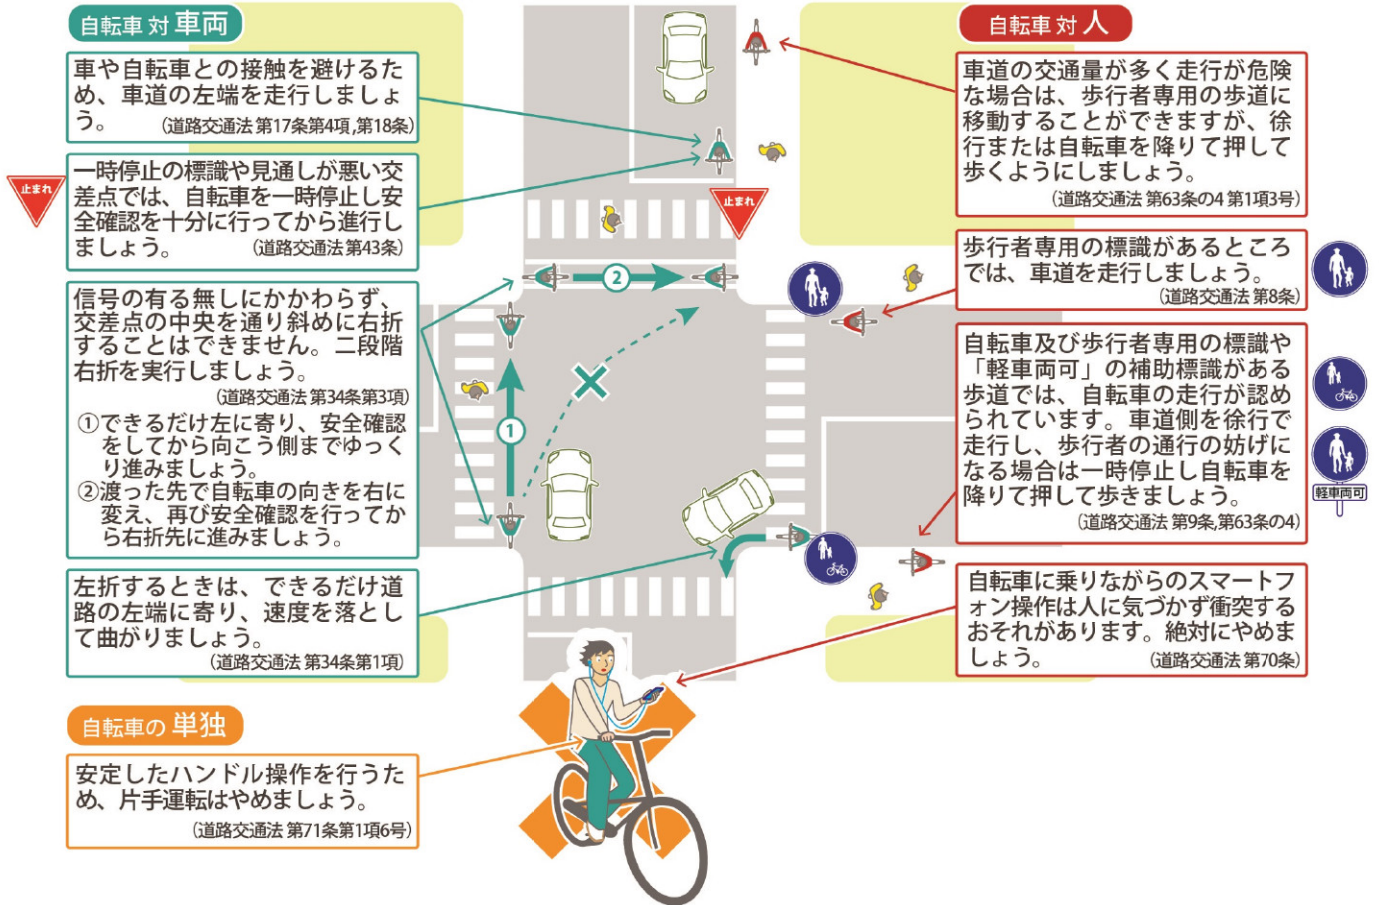 自転車 対 車両
車や自転車との接触を避けるた
め、車道の左端を走行しましょ
う。 (道路交通法 第17条第4項,第18条)
止まれ
一時停止の標識や見通しが悪い交
差点では、自転車を一時停止し安
全確認を十分に行ってから進行し
ましょう。 (道路交通法 第43条)
信号の有る無しにかかわらず、
交差点の中央を通り斜めに右折
することはできません。二段階
右折を実行しましょう。
(道路交通法 第34条第3項)
①できるだけ左に寄り、安全確認
をしてから向こう側までゆっく
り進みましょう。
②渡った先で自転車の向きを右に
変え、再び安全確認を行ってか
ら右折先に進みましょう。
左折するときは、できるだけ道
路の左端に寄り、速度を落とし
て曲がりましょう。
(道路交通法 第34条第1項)
自転車の 単独
安定したハンドル操作を行うた
め、片手運転はやめましょう。
(道路交通法 第71条第1項6号)
止まれ
②
①
自転車 対 人
車道の交通量が多く走行が危険
な場合は、歩行者専用の歩道に
移動することができますが、徐
行または自転車を降りて押して
歩くようにしましょう。
(道路交通法 第63条の4 第1項3号)
歩行者専用の標識があるところ
では、車道を走行しましょう。
(道路交通法 第8条)
自転車及び歩行者専用の標識や
「軽車両可」の補助標識がある
歩道では、自転車の走行が認め
られています。車道側を徐行で
走行し、歩行者の通行の妨げに
なる場合は一時停止し自転車を
降りて押して歩きましょう。
(道路交通法 第9条,第63条の4)
軽車両可
自転車に乗りながらのスマートフ
ォン操作は人に気づかず衝突する
おそれがあります。絶対にやめま
しょう。 (道路交通法 第70条)